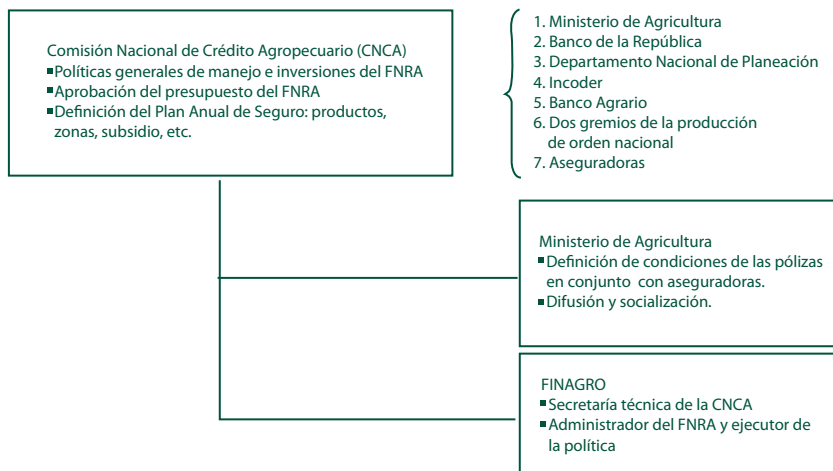 Comisión Nacional de Crédito Agropecuario (CNCA)
▪Políticas generales de manejo e inversiones del FNRA
▪Aprobación del presupuesto del FNRA
▪Definición del Plan Anual de Seguro: productos,
zonas, subsidio, etc.
1. Ministerio de Agricultura
2. Banco de la República
3. Departamento Nacional de Planeación
4. Incoder
5. Banco Agrario
6. Dos gremios de la producción
de orden nacional
7. Aseguradoras
Ministerio de Agricultura
▪Definición de condiciones de las pólizas
en conjunto con aseguradoras.
▪Difusión y socialización.
FINAGRO
▪Secretaría técnica de la CNCA
▪Administrador del FNRA y ejecutor de
la política